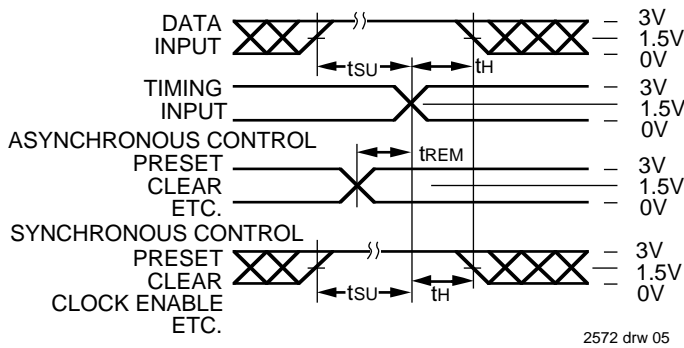 DATA
INPUT
3V
1.5V
0V
tSU
tH
TIMING
INPUT
3V
1.5V
0V
ASYNCHRONOUS CONTROL
PRESET
CLEAR
ETC.
tREM
3V
1.5V
0V
SYNCHRONOUS CONTROL
PRESET
CLEAR
CLOCK ENABLE
ETC.
3V
1.5V
0V
tSU
tH
2572 drw 05